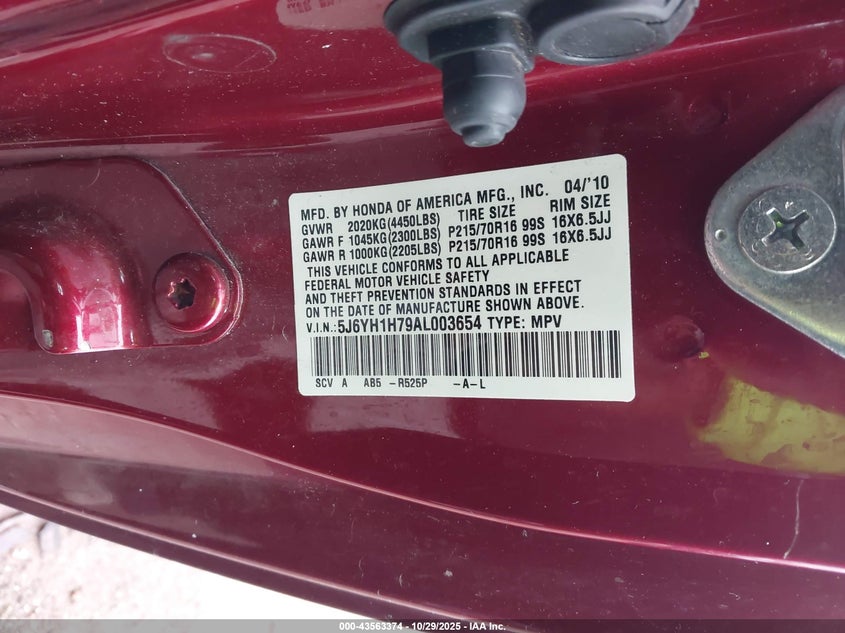 MFD. BY HONDA OF AMERICA MFG., INC. 04/'10
GVWR 2020KG(4450LBS) TIRE SIZE RIM SIZE
GAWR F 1045KG(2300LBS) P215/70R16 99S 16X6.5JJ
GAWR R 1000KG(2205LBS) P215/70R16 99S 16X6.5JJ
THIS VEHICLE CONFORMS TO ALL APPLICABLE
FEDERAL MOTOR VEHICLE SAFETY
AND THEFT PREVENTION STANDARDS IN EFFECT
ON THE DATE OF MANUFACTURE SHOWN ABOVE.
V.I.N.:5J6YH1H79AL003654 TYPE: MPV
SCV A AB5 -R525P -A-L
000-43563374 - 10/29/2025 - IAA Inc.